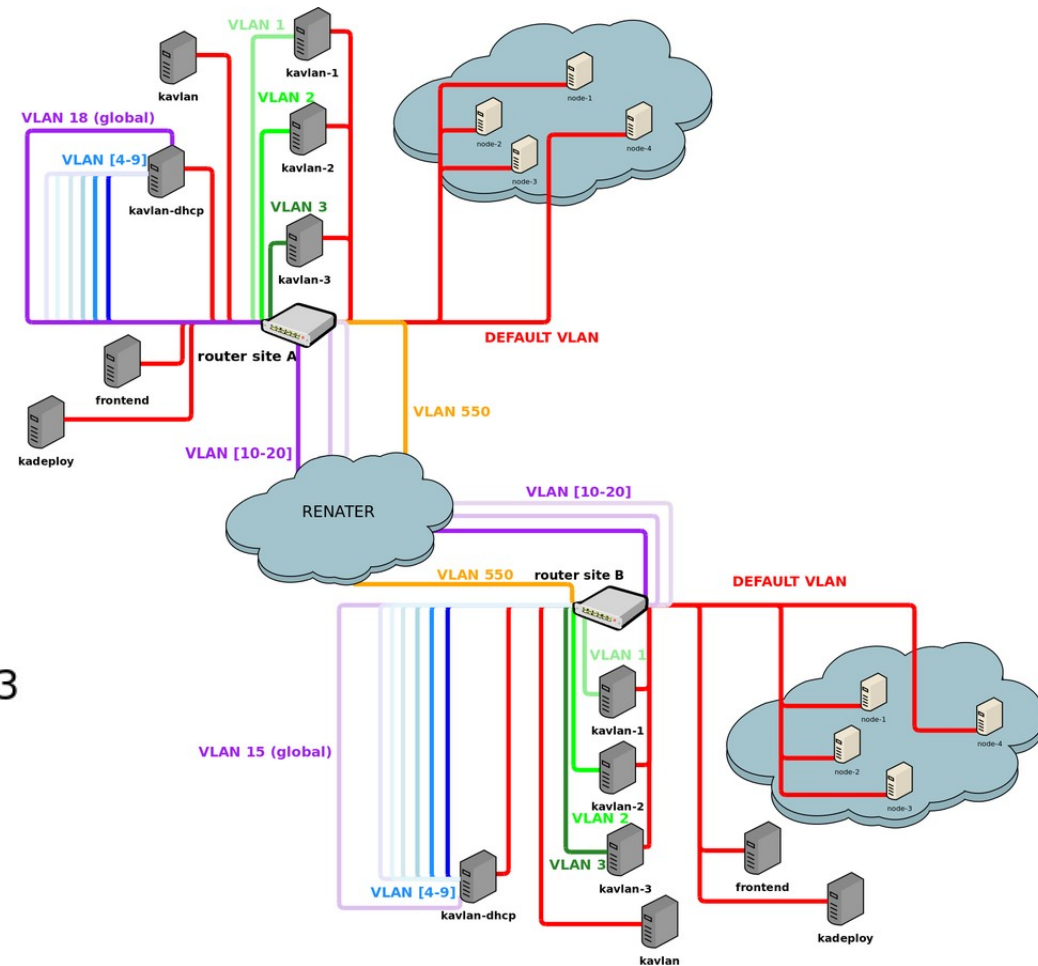 VLAN 1
kavlan-1
kavlan
VLAN 2
kavlan-2
VLAN 18 (global)
VLAN [4-9]
kavlan-dhcp
VLAN 3
kavlan-3
node-1
node-2
node-3
node-4
DEFAULT VLAN
router site A
frontend
kadeploy
VLAN 550
VLAN [10-20]
RENATER
VLAN [10-20]
VLAN 550
router site B
DEFAULT VLAN
VLAN 1
kavlan-1
kavlan-2
VLAN 2
VLAN 3
kavlan-3
3
VLAN 15 (global)
VLAN [4-9]
kavlan-dhcp
kavlan
node-1
node-2
node-3
node-4
frontend
kadeploy